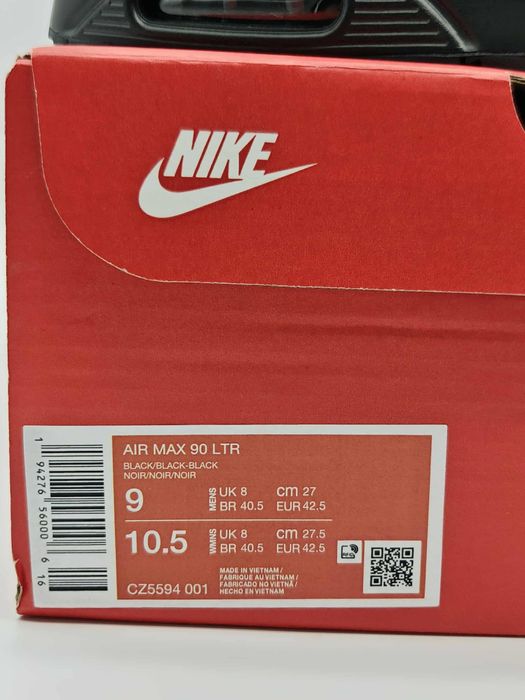 NIKE
AIR MAX 90 LTR
BLACK/BLACK-BLACK
NOIR/NOIR/NOIR
9 MENS UK 8 cm 27
BR 40.5 EUR 42.5
10.5 WMNS UK 8 cm 27.5
BR 40.5 EUR 42.5
MADE IN VIETNAM /
FABRIQUE AU VIETNAM /
FABRICADO NO VIETNÃ /
HECHO EN VIETNAM
CZ5594 001
1 94276 56000 6 16